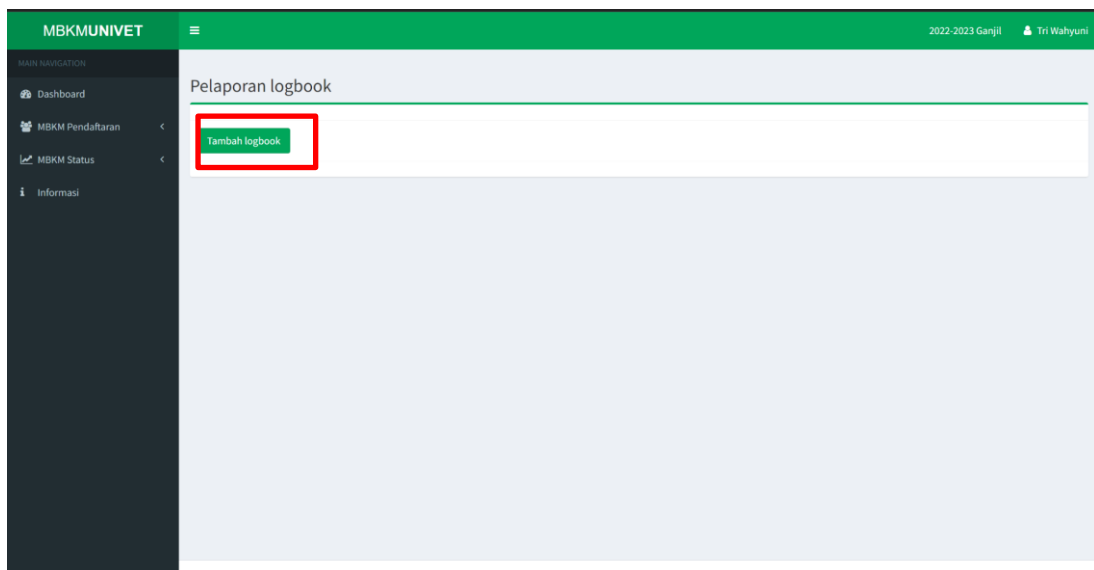 MBKMUNIVET
2022-2023 Ganjil
Tri Wahyuni
MAIN NAVIGATION
Dashboard
MBKM Pendaftaran
MBKM Status
Informasi
Pelaporan logbook
Tambah logbook